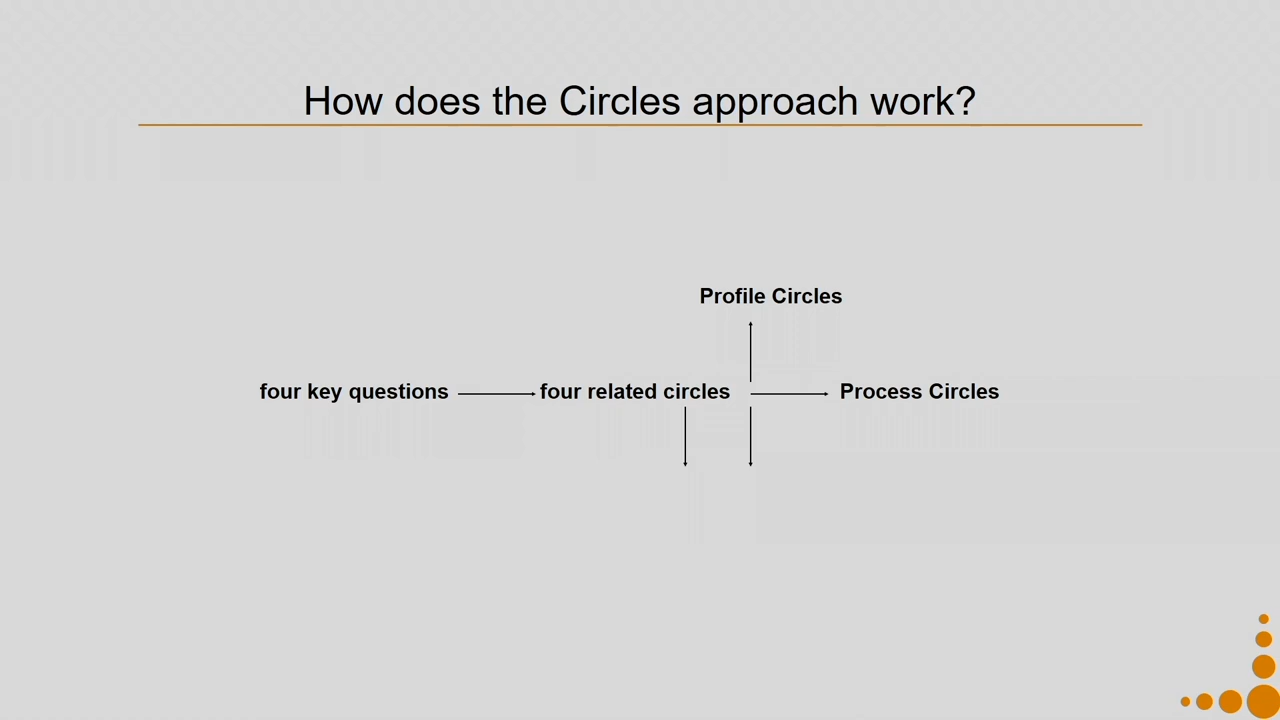 How does the Circles approach work?
Profile Circles
four key questions
four related circles
Process Circles